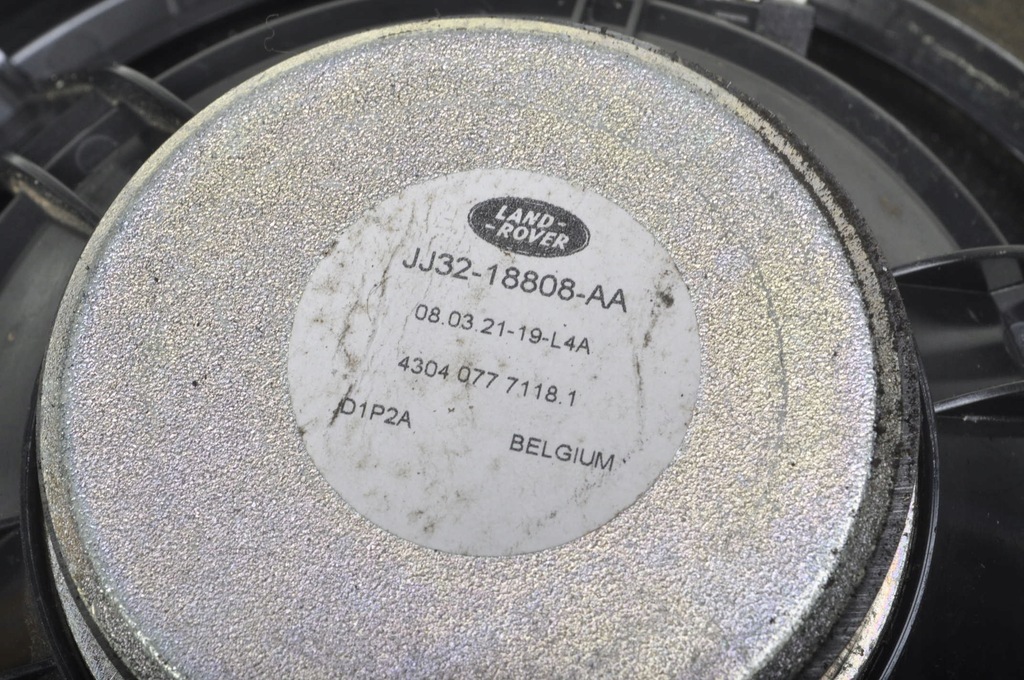 LAND-
-ROVER
JJ32-18808-AA
08.03.21-19-L4A
4304 077 7118.1
D1P2A
BELGIUM